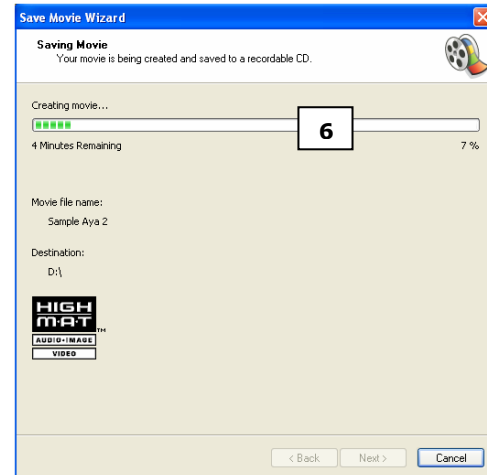 Save Movie Wizard
Saving Movie
Your movie is being created and saved to a recordable CD.
Creating movie...
6
4 Minutes Remaining
7 %
Movie file name:
Sample Aya 2
Destination:
D:\
HIGH
M·A·T TM
AUDIO•IMAGE
VIDEO
< Back Next > Cancel